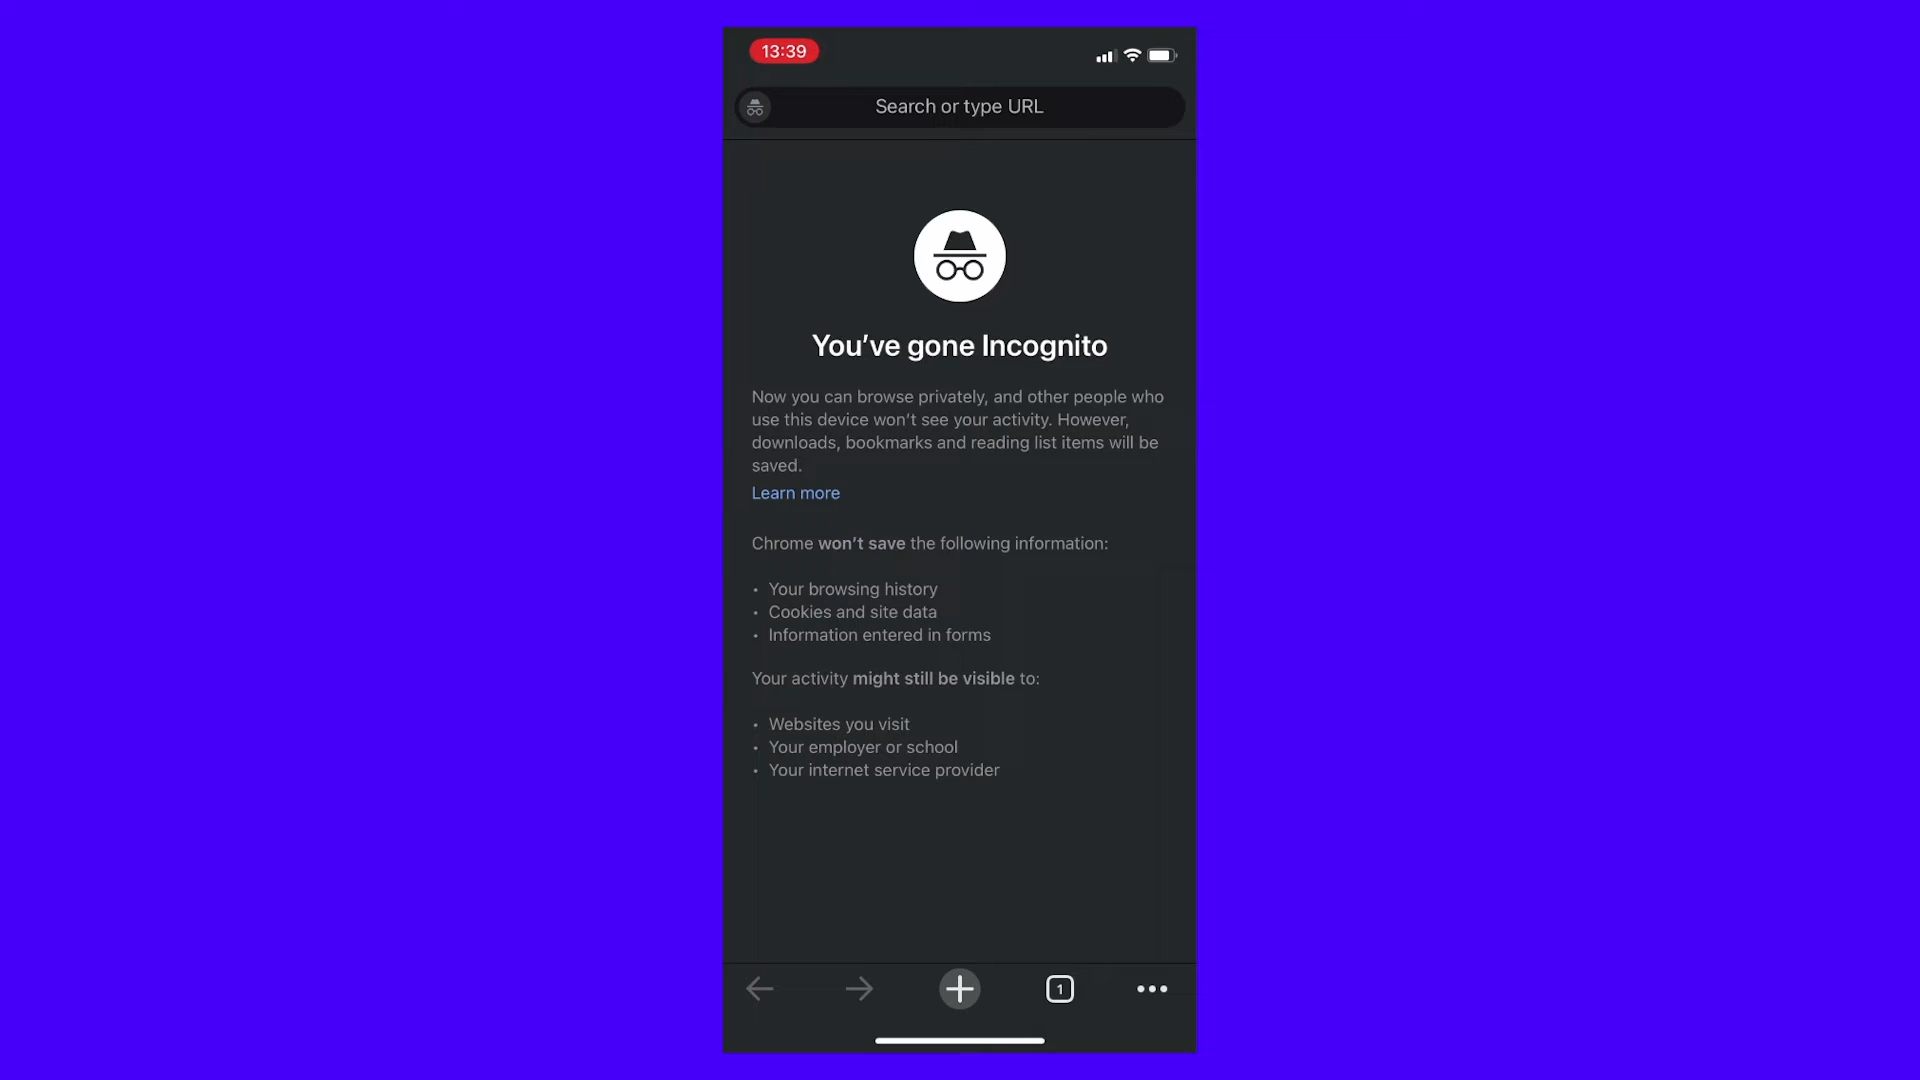 13:39
Search or type URL
You’ve gone Incognito
Now you can browse privately, and other people who
use this device won’t see your activity. However,
downloads, bookmarks and reading list items will be
saved.
Learn more
Chrome won’t save the following information:
• Your browsing history
• Cookies and site data
• Information entered in forms
Your activity might still be visible to:
• Websites you visit
• Your employer or school
• Your internet service provider
1